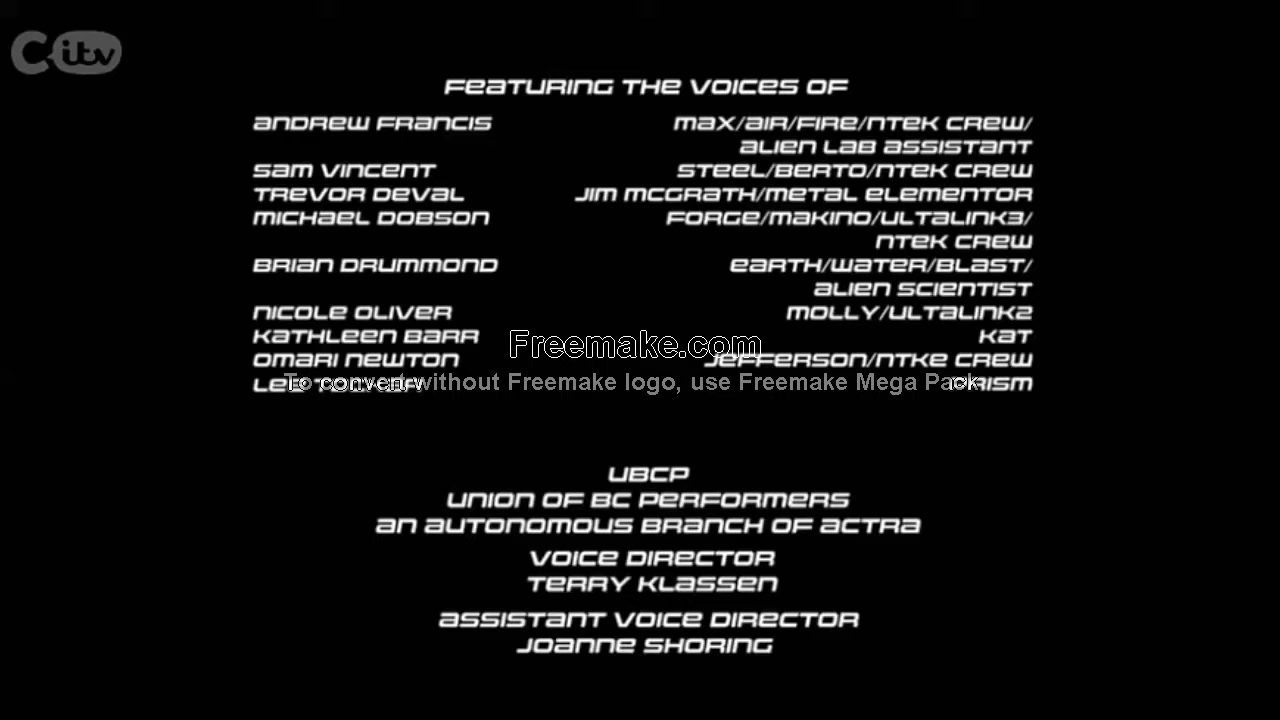 Citv
FEATURING THE VOICES OF
ANDREW FRANCIS MAX/AIR/FIRE/NTEK CREW/
ALIEN LAB ASSISTANT
SAM VINCENT STEEL/BERTO/NTEK CREW
TREVOR DEVAL JIM MCGRATH/METAL ELEMENTOR
MICHAEL DOBSON FORGE/MAKINO/ULTALINK3/
NTEK CREW
BRIAN DRUMMOND EARTH/WATER/BLAST/
ALIEN SCIENTIST
NICOLE OLIVER MOLLY/ULTALINK2
KATHLEEN BARR KAT
Freemake.com
OMARI NEWTON JEFFERSON/NTKE CREW
To convert without Freemake logo, use Freemake Mega Pack
UBCP
UNION OF BC PERFORMERS
AN AUTONOMOUS BRANCH OF ACTRA
VOICE DIRECTOR
TERRY KLASSEN
ASSISTANT VOICE DIRECTOR
JOANNE SHORING